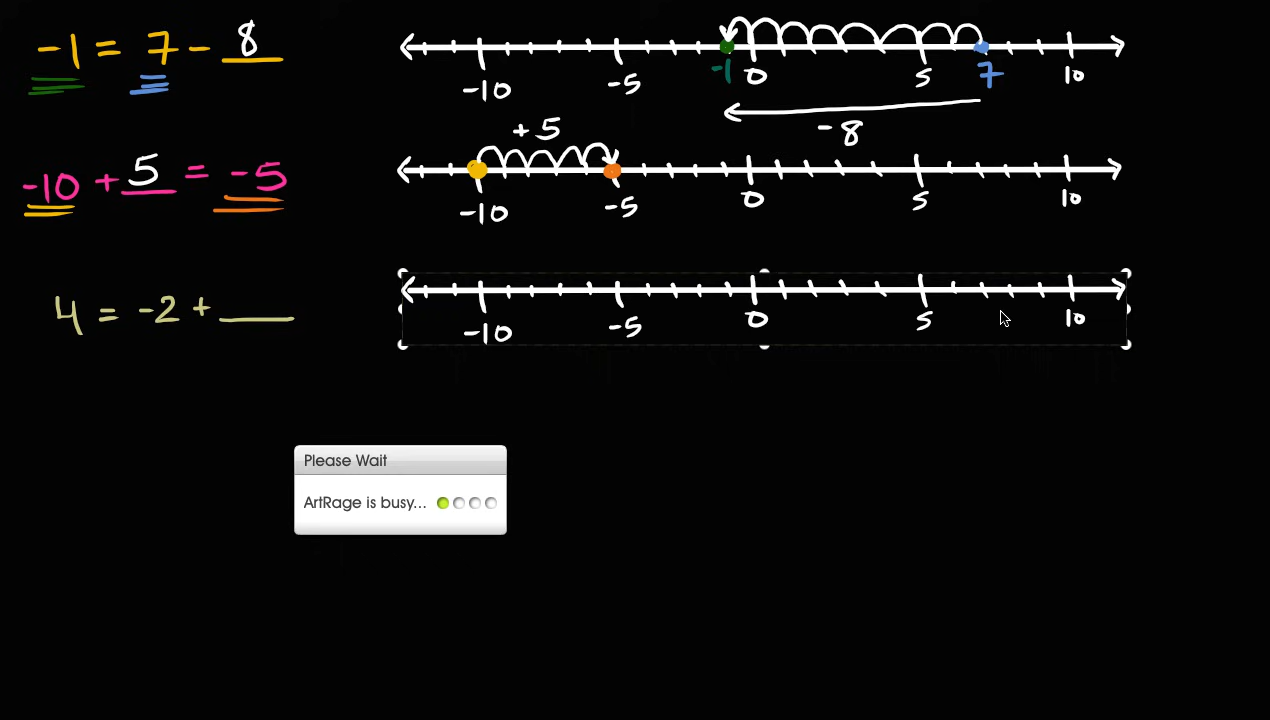 -1 = 7 - 8
-10 -5 -1 0 5 7 10
-8
+5
-10 + 5 = -5
-10 -5 0 5 10
4 = -2 + ___
-10 -5 0 5 10
Please Wait
ArtRage is busy...